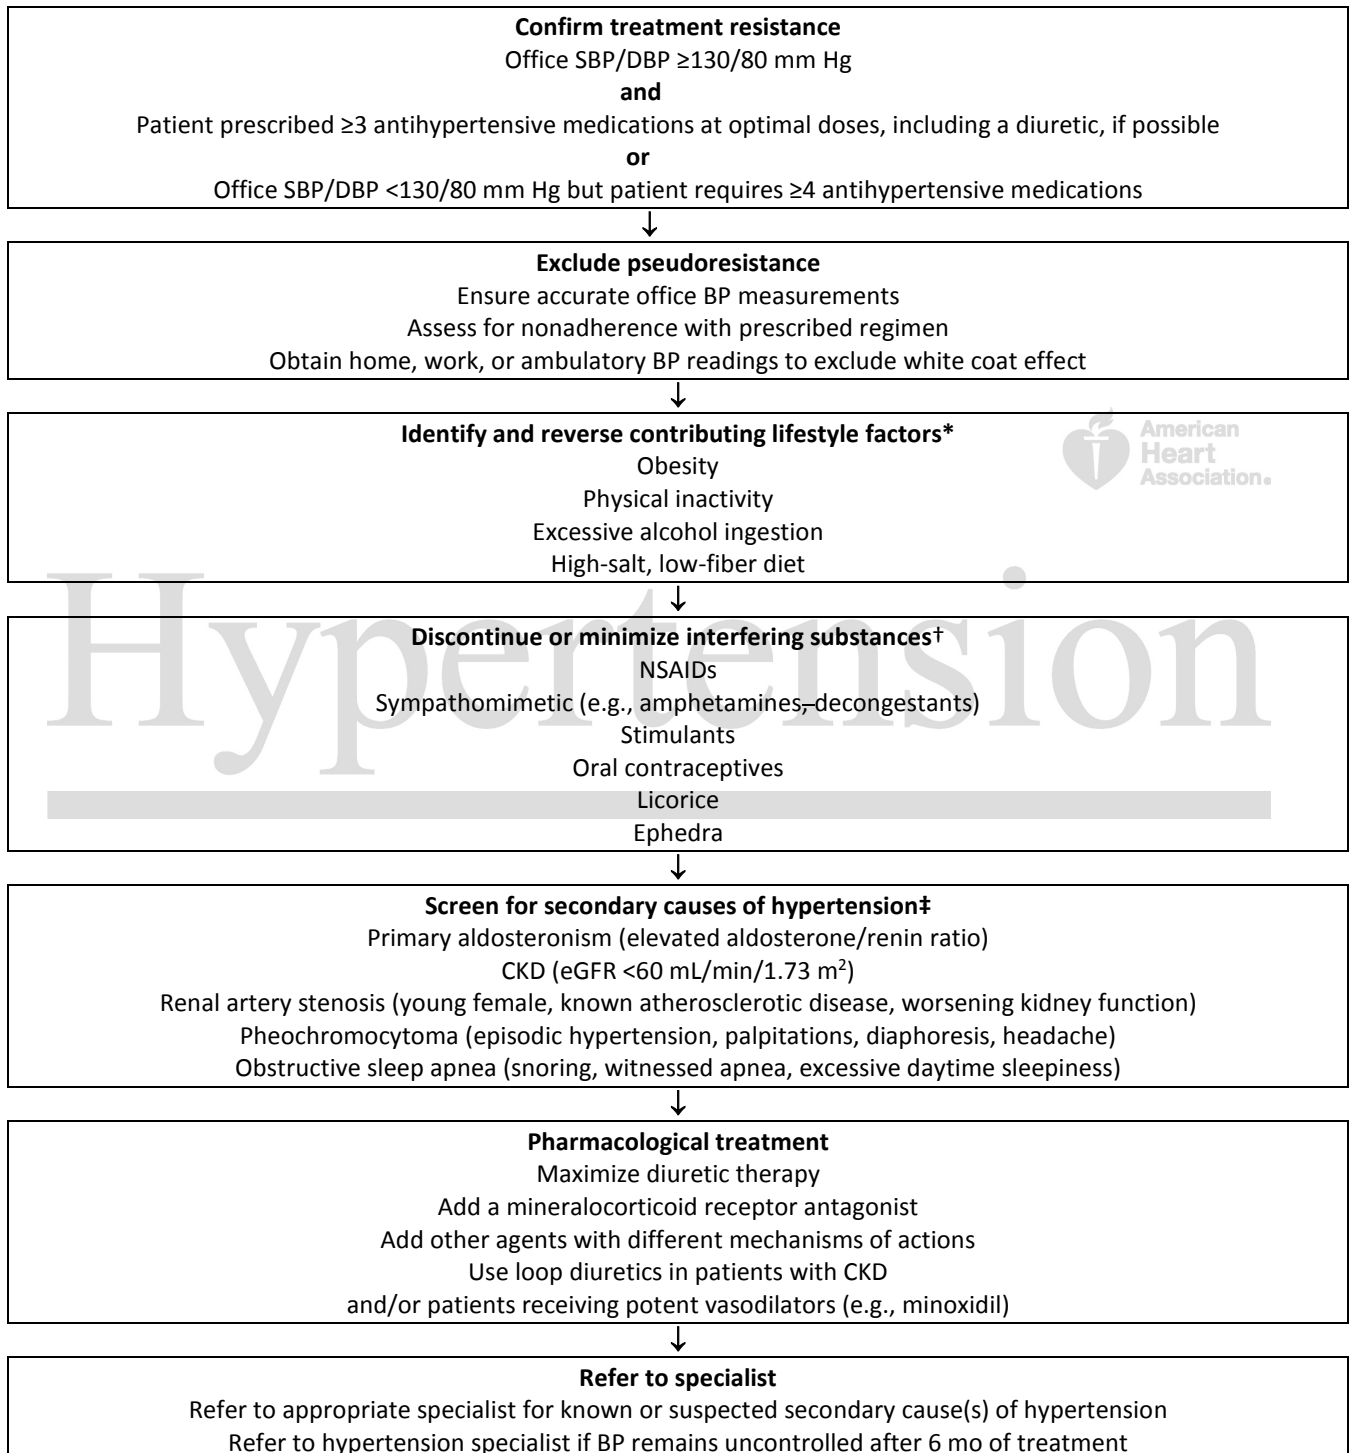 Confirm treatment resistance
Office SBP/DBP ≥130/80 mm Hg
and
Patient prescribed ≥3 antihypertensive medications at optimal doses, including a diuretic, if possible
or
Office SBP/DBP <130/80 mm Hg but patient requires ≥4 antihypertensive medications
↓
Exclude pseudoresistance
Ensure accurate office BP measurements
Assess for nonadherence with prescribed regimen
Obtain home, work, or ambulatory BP readings to exclude white coat effect
↓
Identify and reverse contributing lifestyle factors*
Obesity
Physical inactivity
Excessive alcohol ingestion
High-salt, low-fiber diet
American
Heart
Association®
↓
Hypertension
Discontinue or minimize interfering substances†
NSAIDs
Sympathomimetic (e.g., amphetamines, decongestants)
Stimulants
Oral contraceptives
Licorice
Ephedra
↓
Screen for secondary causes of hypertension‡
Primary aldosteronism (elevated aldosterone/renin ratio)
CKD (eGFR <60 mL/min/1.73 m²)
Renal artery stenosis (young female, known atherosclerotic disease, worsening kidney function)
Pheochromocytoma (episodic hypertension, palpitations, diaphoresis, headache)
Obstructive sleep apnea (snoring, witnessed apnea, excessive daytime sleepiness)
↓
Pharmacological treatment
Maximize diuretic therapy
Add a mineralocorticoid receptor antagonist
Add other agents with different mechanisms of actions
Use loop diuretics in patients with CKD
and/or patients receiving potent vasodilators (e.g., minoxidil)
↓
Refer to specialist
Refer to appropriate specialist for known or suspected secondary cause(s) of hypertension
Refer to hypertension specialist if BP remains uncontrolled after 6 mo of treatment